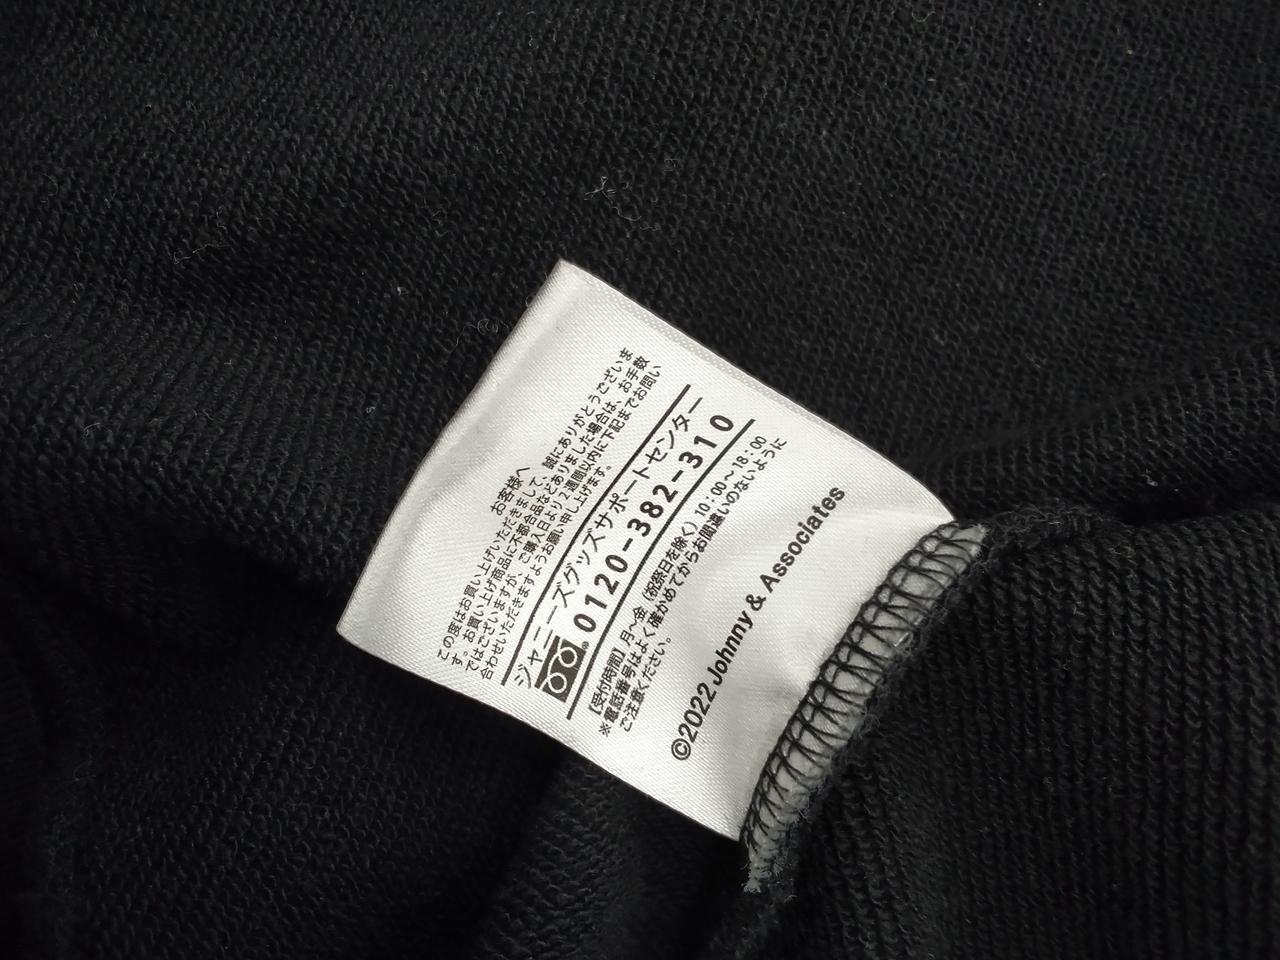 お客様へ
この度はお買い上げいただきまして、誠にありがとうございま
す。お買い上げ商品に不都合品などありました場合は、お手数
ではございますが、ご購入日より2週間以内に下記までお問い
合わせいただきますようお願い申し上げます。
ジャニーズグッズサポートセンター
0120-382-310
【受付時間】月～金（祝祭日を除く）10：00～18：00
※電話番号はよく確かめてからお間違いのないように
ご注意ください。
©2022 Johnny & Associates